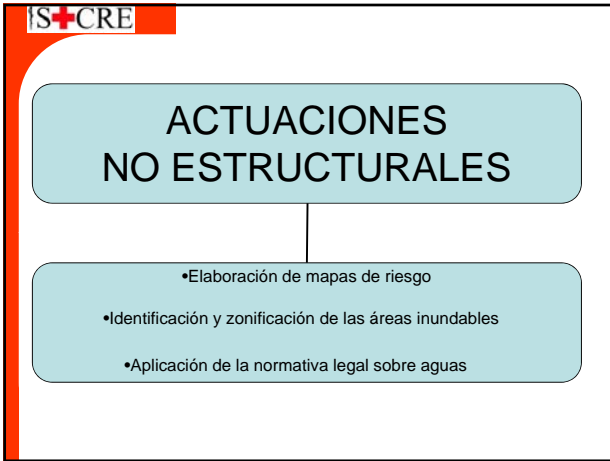 S+CRE
ACTUACIONES
NO ESTRUCTURALES
•Elaboración de mapas de riesgo
•Identificación y zonificación de las áreas inundables
•Aplicación de la normativa legal sobre aguas